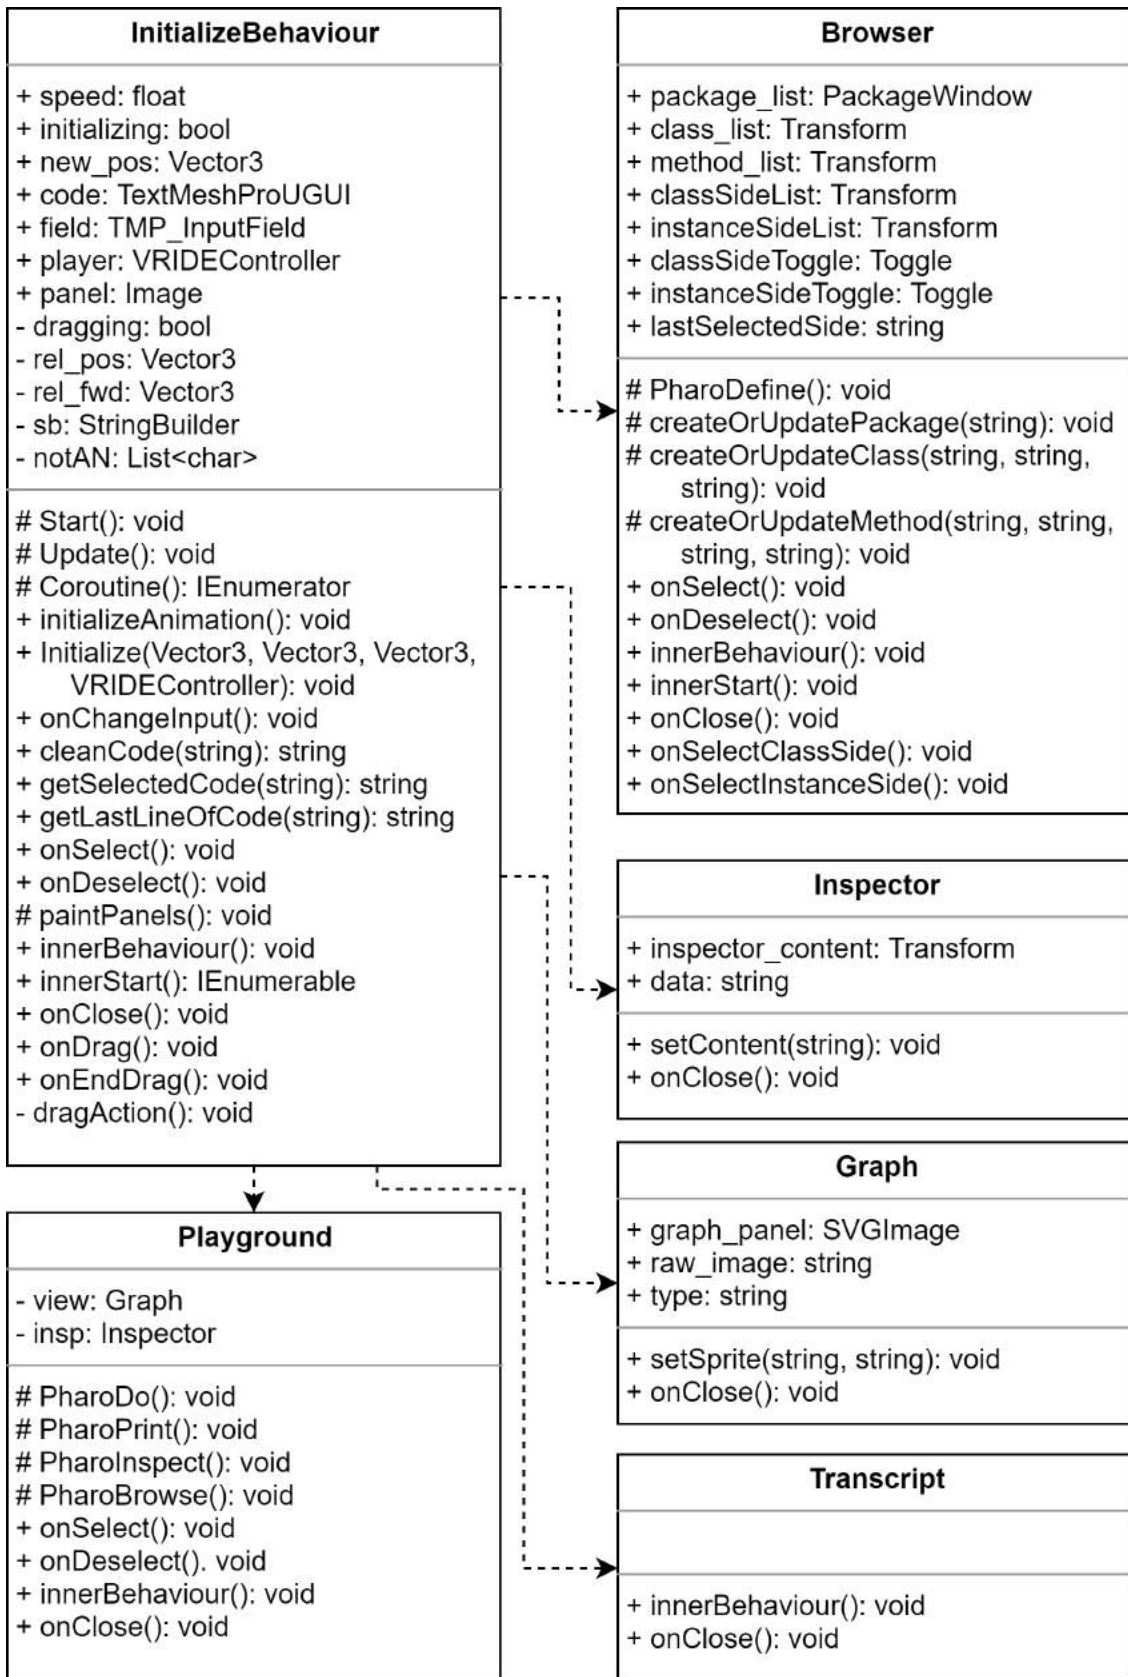 InitializeBehaviour
+ speed: float
+ initializing: bool
+ new_pos: Vector3
+ code: TextMeshProUGUI
+ field: TMP_InputField
+ player: VRIDEController
+ panel: Image
- dragging: bool
- rel_pos: Vector3
- rel_fwd: Vector3
- sb: StringBuilder
- notAN: List<char>
# Start(): void
# Update(): void
# Coroutine(): IEnumerator
+ initializeAnimation(): void
+ Initialize(Vector3, Vector3, Vector3,
VRIDEController): void
+ onChangeInput(): void
+ cleanCode(string): string
+ getSelectedCode(string): string
+ getLastLineOfCode(string): string
+ onSelect(): void
+ onDeselect(): void
# paintPanels(): void
+ innerBehaviour(): void
+ innerStart(): IEnumerable
+ onClose(): void
+ onDrag(): void
+ onEndDrag(): void
- dragAction(): void
Playground
- view: Graph
- insp: Inspector
# PharoDo(): void
# PharoPrint(): void
# PharoInspect(): void
# PharoBrowse(): void
+ onSelect(): void
+ onDeselect(). void
+ innerBehaviour(): void
+ onClose(): void
Browser
+ package_list: PackageWindow
+ class_list: Transform
+ method_list: Transform
+ classSideList: Transform
+ instanceSideList: Transform
+ classSideToggle: Toggle
+ instanceSideToggle: Toggle
+ lastSelectedSide: string
# PharoDefine(): void
# createOrUpdatePackage(string): void
# createOrUpdateClass(string, string,
string): void
# createOrUpdateMethod(string, string,
string, string): void
+ onSelect(): void
+ onDeselect(): void
+ innerBehaviour(): void
+ innerStart(): void
+ onClose(): void
+ onSelectClassSide(): void
+ onSelectInstanceSide(): void
Inspector
+ inspector_content: Transform
+ data: string
+ setContent(string): void
+ onClose(): void
Graph
+ graph_panel: SVGImage
+ raw_image: string
+ type: string
+ setSprite(string, string): void
+ onClose(): void
Transcript
+ innerBehaviour(): void
+ onClose(): void